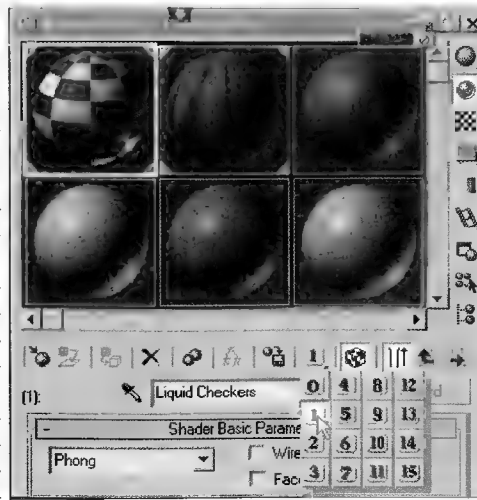 1
0 4 8 12
(1): Liquid Checkers
1 5 9 13
- Shader Basic Parame
2 6 10 14
Phong Wire
3 7 11 15
Fac